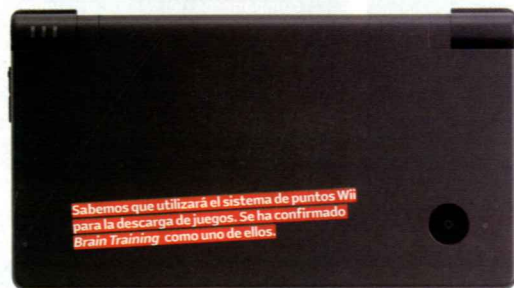 Sabemos que utilizará el sistema de puntos Wii
para la descarga de juegos. Se ha confirmado
Brain Training como uno de ellos.